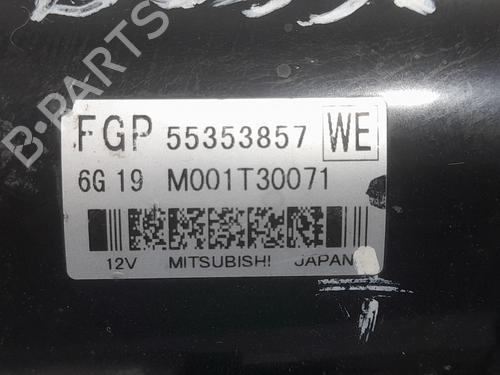 FGP 55353857 WE
6G 19 M001T30071
12V MITSUBISHI JAPAN
B-PARTS